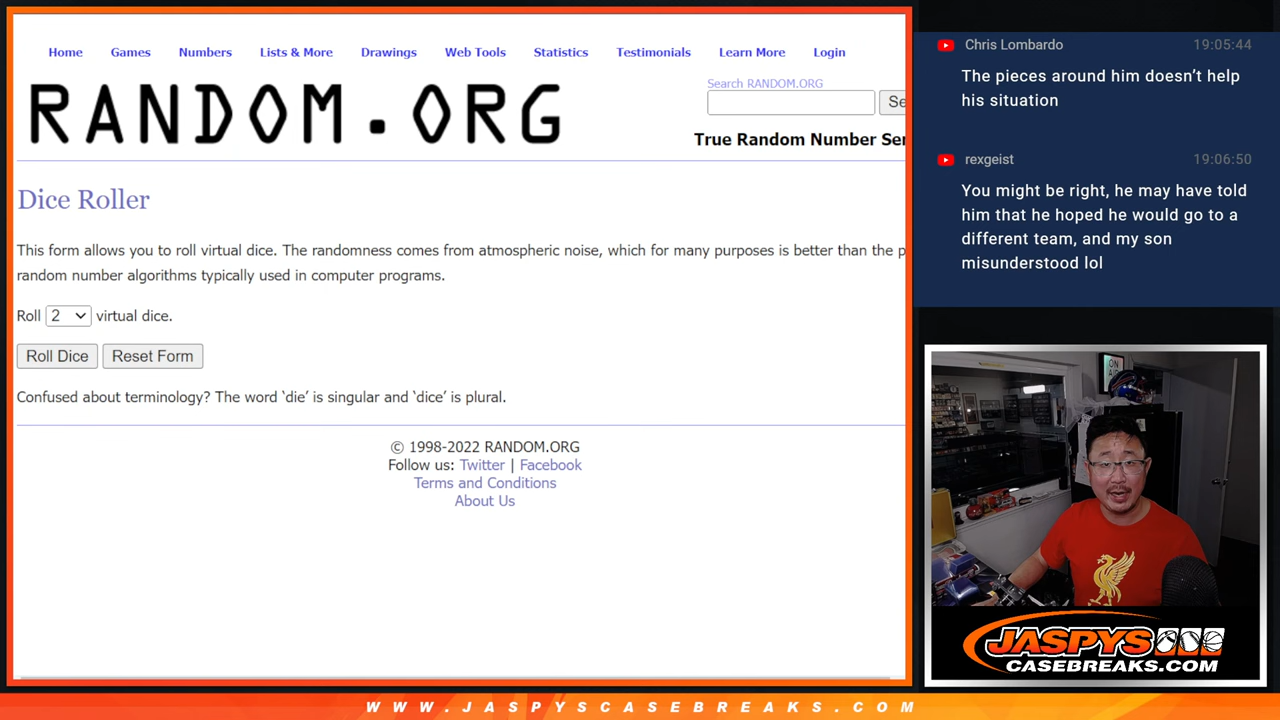 Home Games Numbers Lists & More Drawings Web Tools Statistics Testimonials Learn More Login
RANDOM.ORG
Search RANDOM.ORG
Se
True Random Number Ser
Dice Roller
This form allows you to roll virtual dice. The randomness comes from atmospheric noise, which for many purposes is better than the p
random number algorithms typically used in computer programs.
Roll 2 virtual dice.
Roll Dice Reset Form
Confused about terminology? The word ‘die’ is singular and ‘dice’ is plural.
© 1998-2022 RANDOM.ORG
Follow us: Twitter | Facebook
Terms and Conditions
About Us
Chris Lombardo 19:05:44
The pieces around him doesn’t help
his situation
rexgeist 19:06:50
You might be right, he may have told
him that he hoped he would go to a
different team, and my son
misunderstood lol
ON
AIR
JASPYS
CASEBREAKS.COM
WWW.JASPYSCASEBREAKS.COM